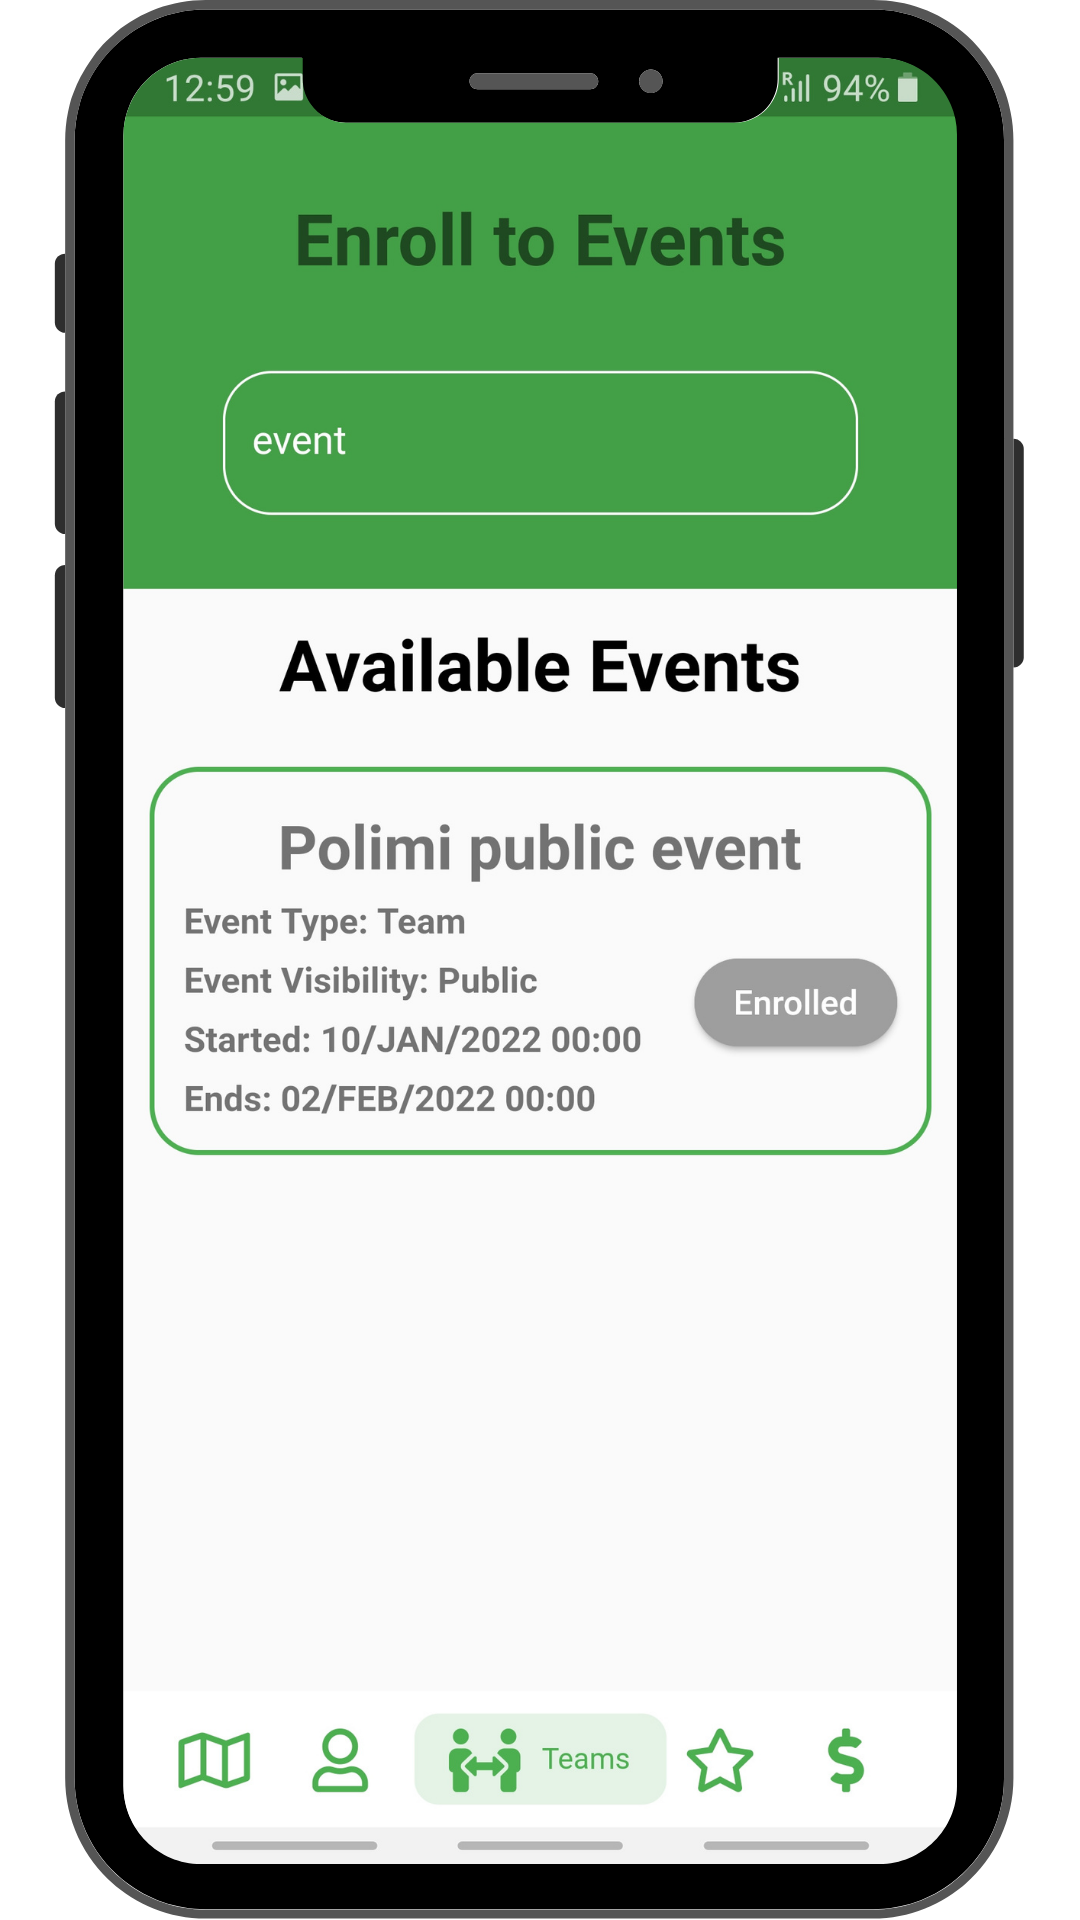 12:59
R 94%
Enroll to Events
event
Available Events
Polimi public event
Event Type: Team
Event Visibility: Public
Enrolled
Started: 10/JAN/2022 00:00
Ends: 02/FEB/2022 00:00
Teams